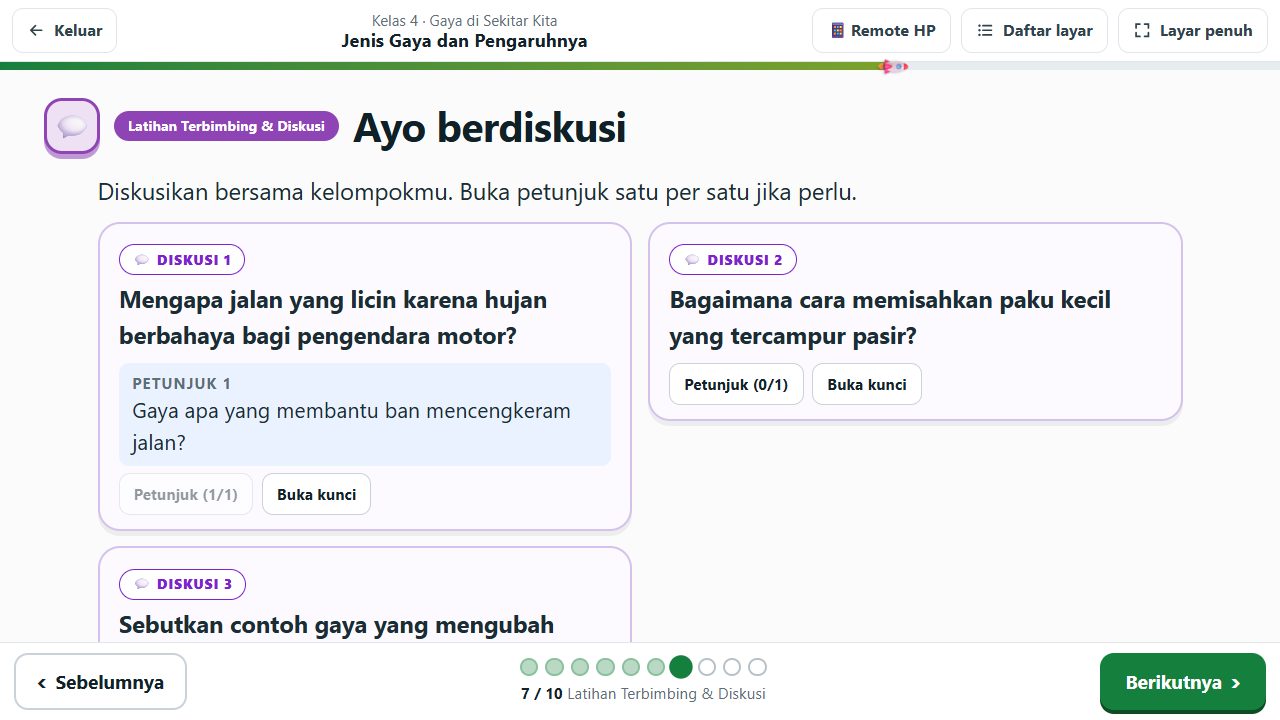 Keluar
Kelas 4 · Gaya di Sekitar Kita
Jenis Gaya dan Pengaruhnya
Remote HP
Daftar layar
Layar penuh
Latihan Terbimbing & Diskusi
Ayo berdiskusi
Diskusikan bersama kelompokmu. Buka petunjuk satu per satu jika perlu.
DISKUSI 1
Mengapa jalan yang licin karena hujan
berbahaya bagi pengendara motor?
PETUNJUK 1
Gaya apa yang membantu ban mencengkeram
jalan?
Petunjuk (1/1)
Buka kunci
DISKUSI 2
Bagaimana cara memisahkan paku kecil
yang tercampur pasir?
Petunjuk (0/1)
Buka kunci
DISKUSI 3
Sebutkan contoh gaya yang mengubah
‹ Sebelumnya
7 / 10 Latihan Terbimbing & Diskusi
Berikutnya ›